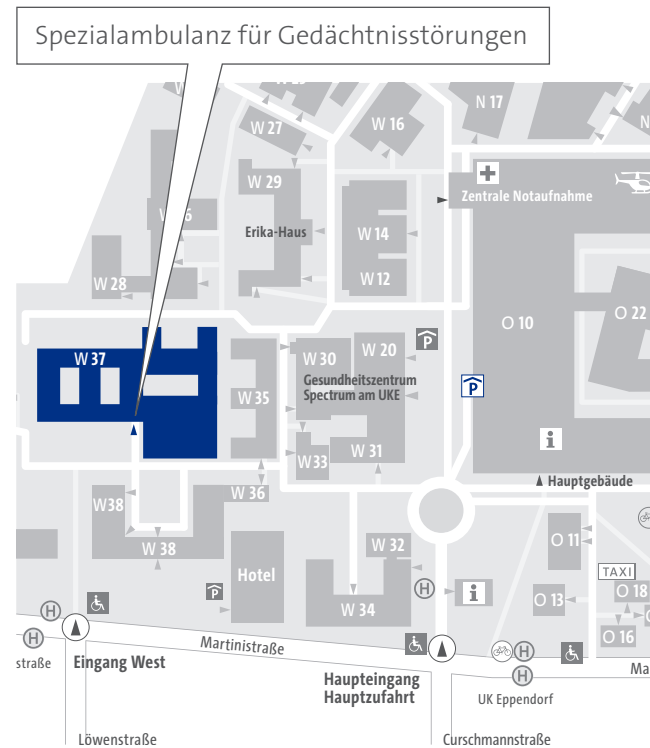 Spezialambulanz für Gedächtnisstörungen
N 17
W 27
W 16
W 29
Zentrale Notaufnahme
Erika-Haus
W 14
W 12
W 28
O 10
O 22
W 37
W 30
W 20
P
Gesundheitszentrum
Spectrum am UKE
P
W 35
W 31
i
W 33
Hauptgebäude
W 36
W38
W 38
O 11
W 32
Hotel
TAXI
P
H
i
O 18
O 13
W 34
H
O 16
H
Martinistraße
H
straße
Eingang West
Haupteingang
Hauptzufahrt
H
Ma
UK Eppendorf
Löwenstraße
Curschmannstraße